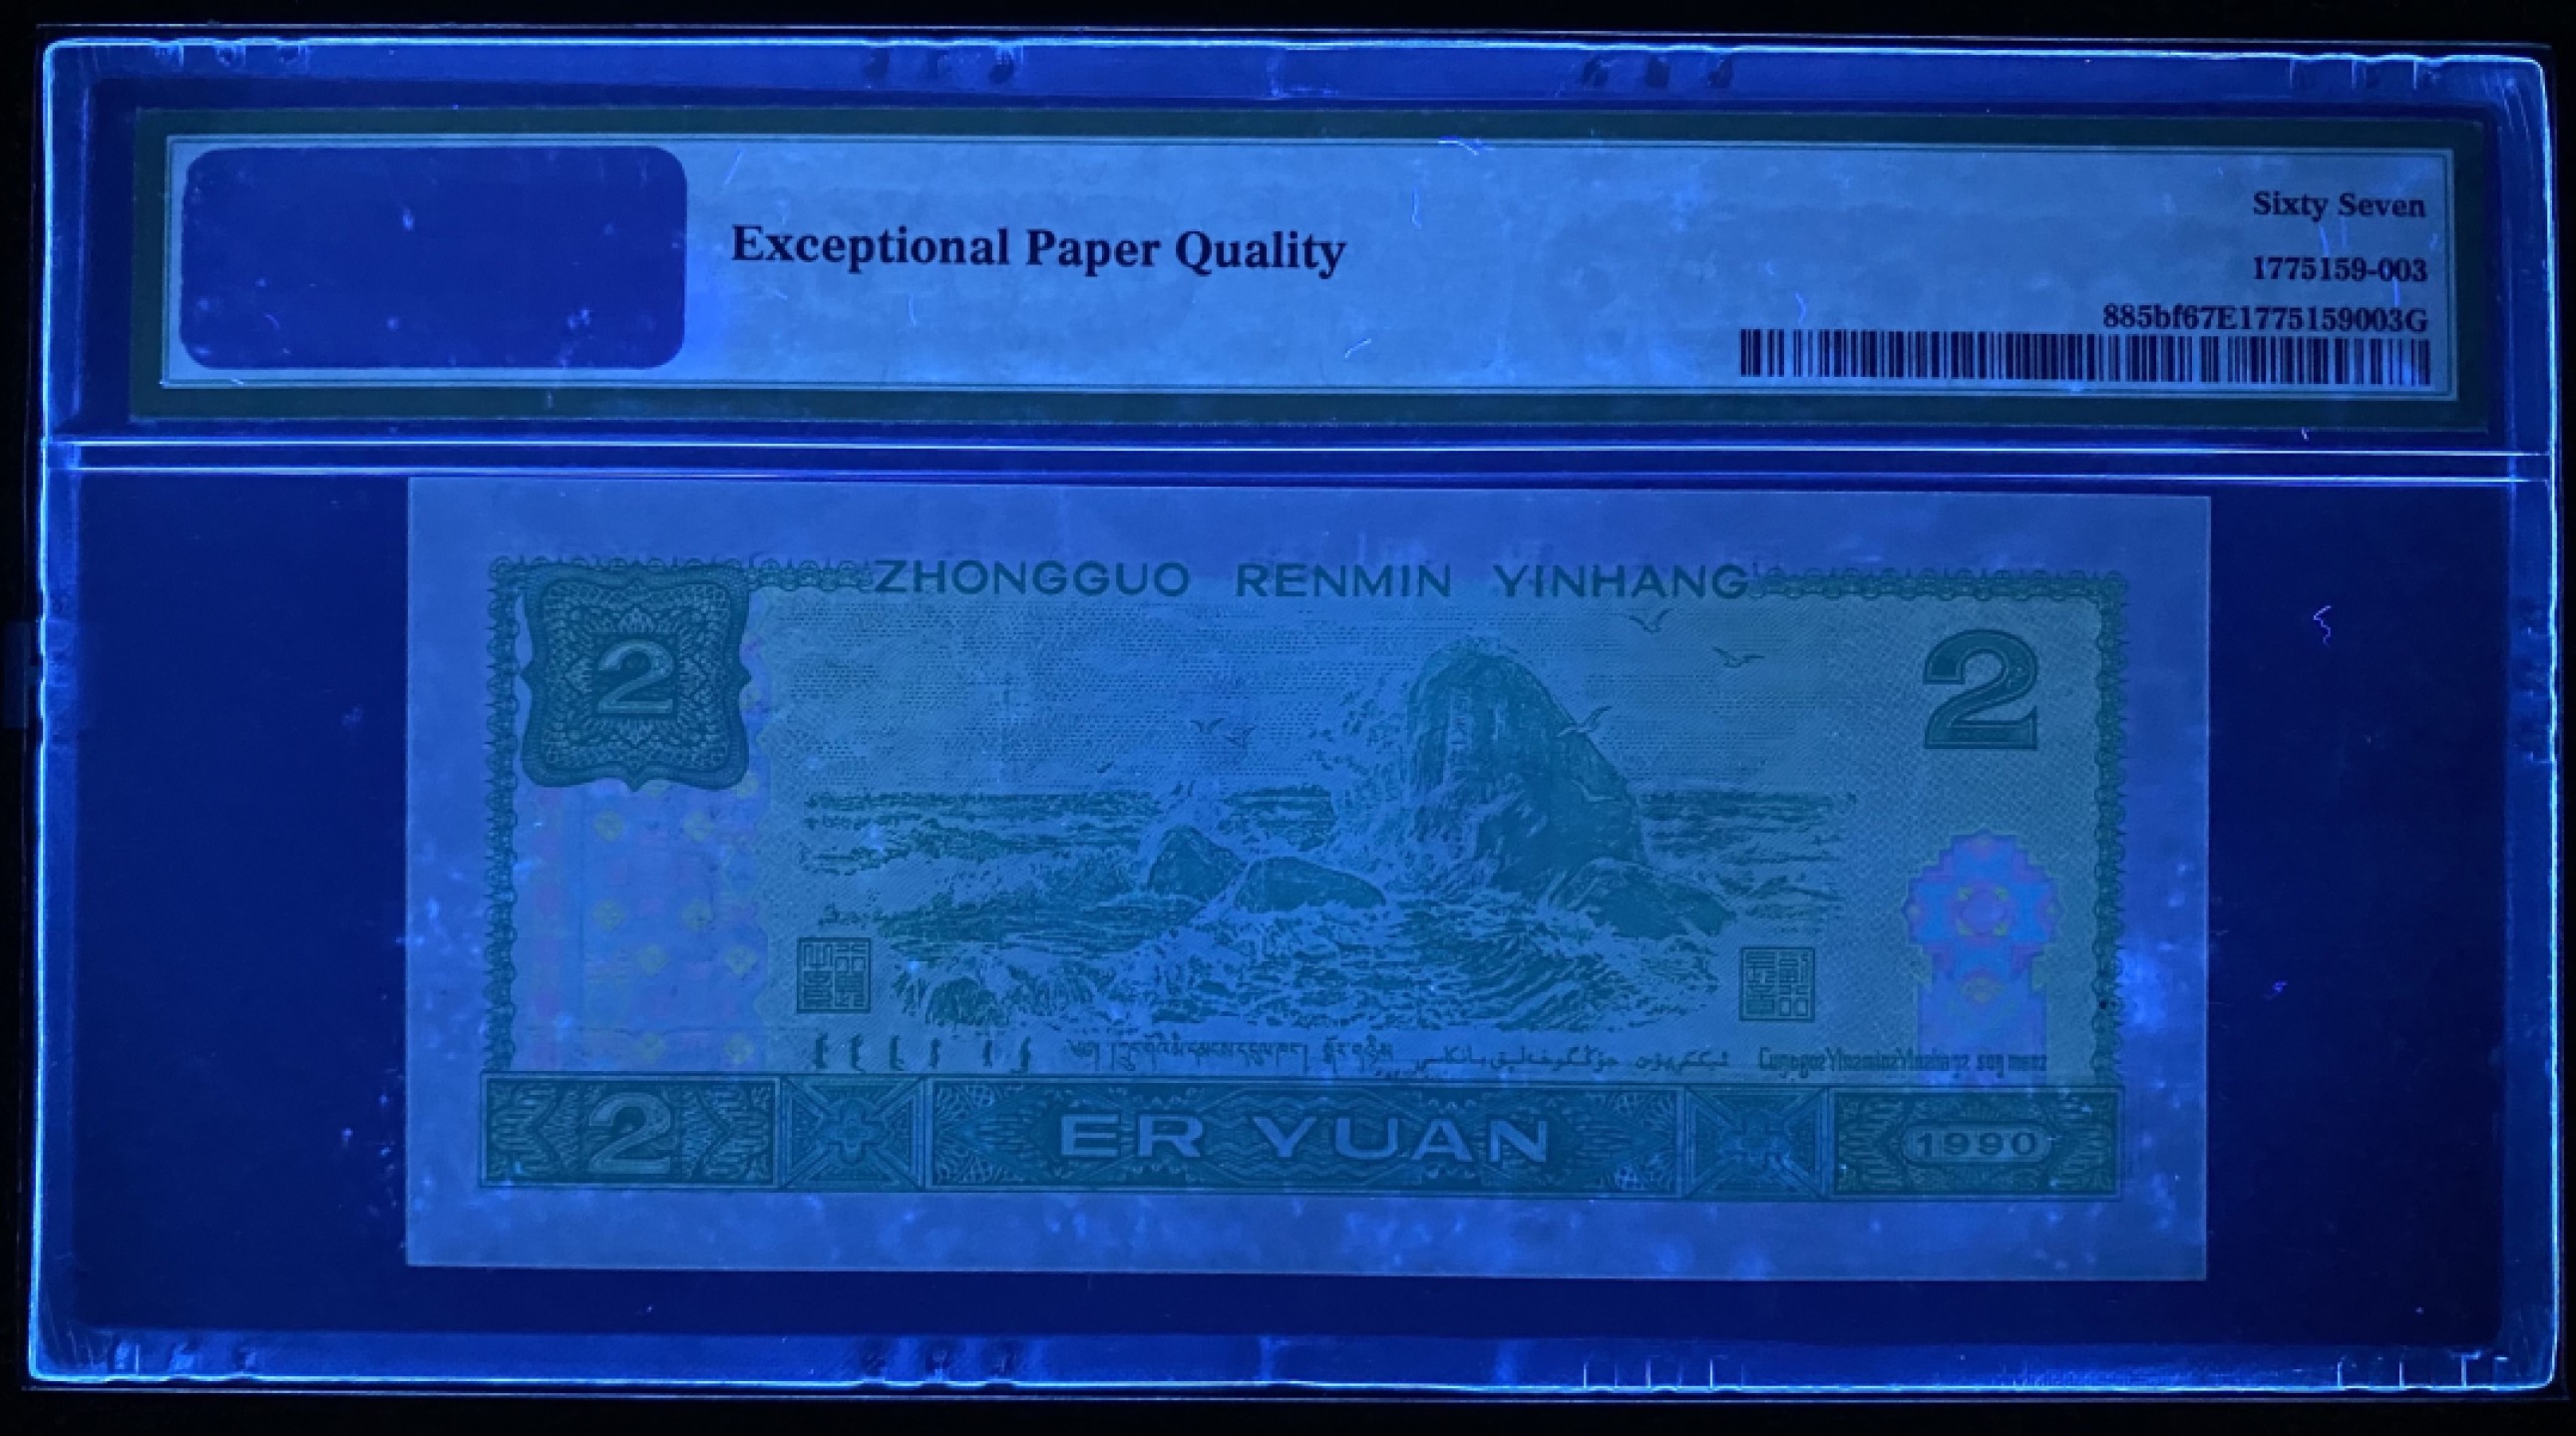 Exceptional Paper Quality
Sixty Seven
1775159-003
885bf67E1775159003G
ZHONGGUO RENMIN YINHANG
2
2
2
ER YUAN
1990